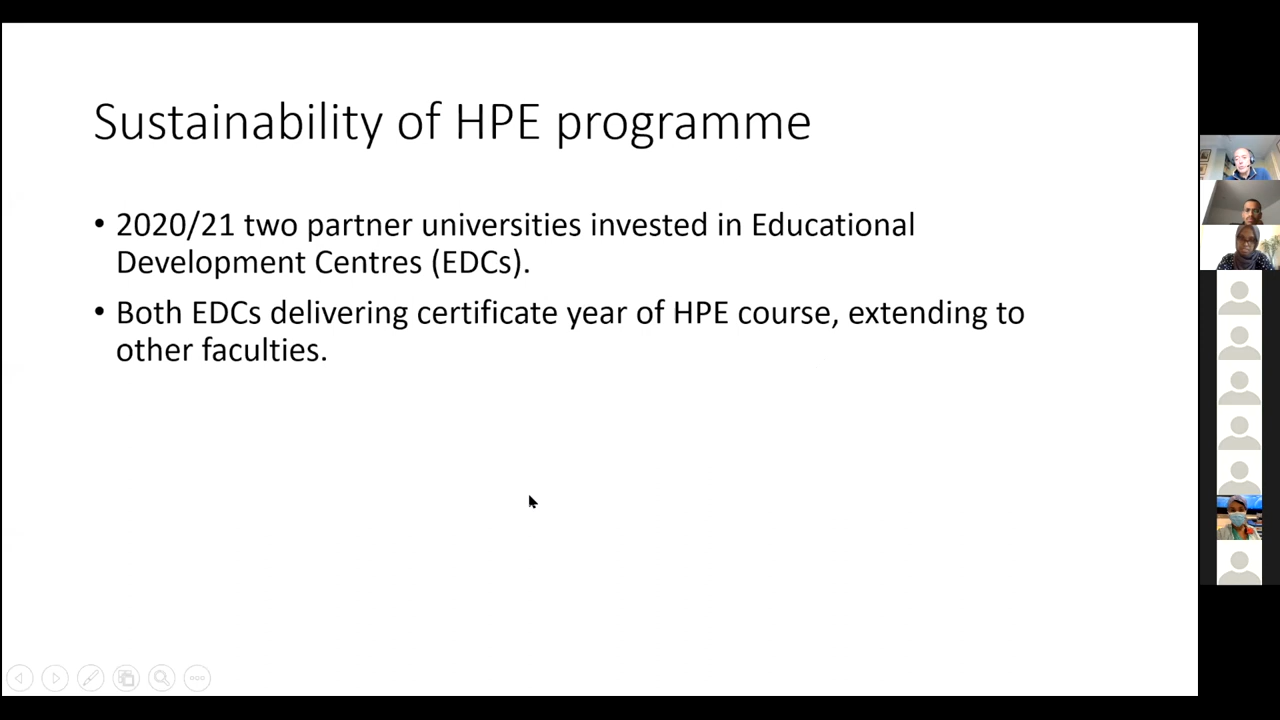 Sustainability of HPE programme
• 2020/21 two partner universities invested in Educational
Development Centres (EDCs).
• Both EDCs delivering certificate year of HPE course, extending to
other faculties.